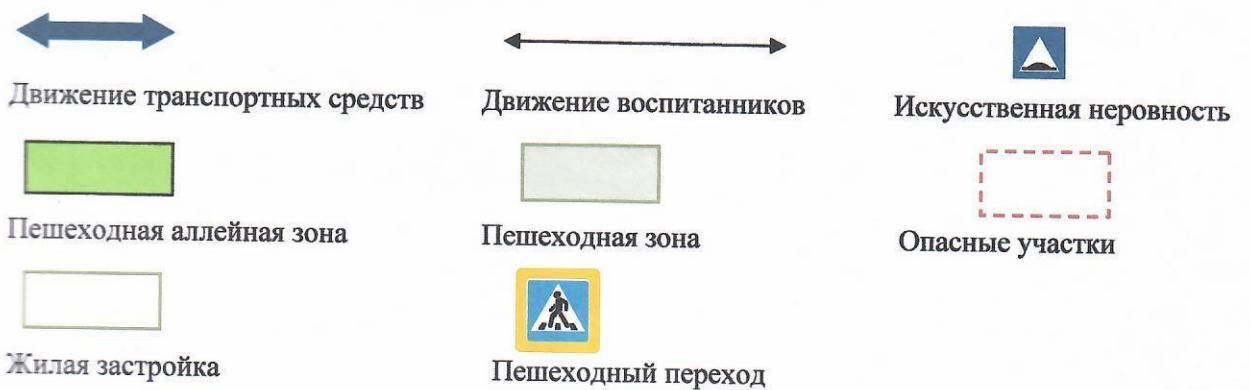 Движение транспортных средств
Движение воспитанников
Искусственная неровность
Пешеходная аллейная зона
Пешеходная зона
Опасные участки
Жилая застройка
Пешеходный переход